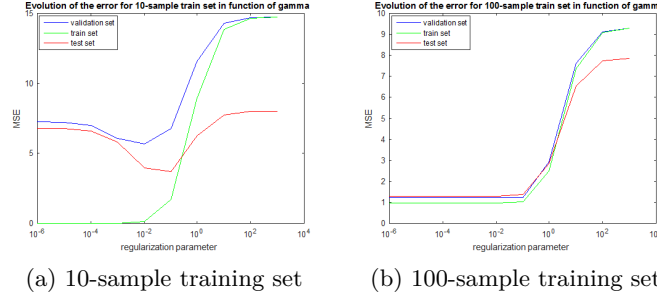 Evolution of the error for 10-sample train set in function of gamma
15
10
5
0
MSE
validation set
train set
test set
10^-6
10^-4
10^-2
10^0
10^2
10^4
regularization parameter
(a) 10-sample training set
Evolution of the error for 100-sample train set in function of gamma
10
9
8
7
6
5
4
3
2
1
0
MSE
validation set
train set
test set
10^-6
10^-4
10^-2
10^0
10^2
10^4
regularization parameter
(b) 100-sample training set